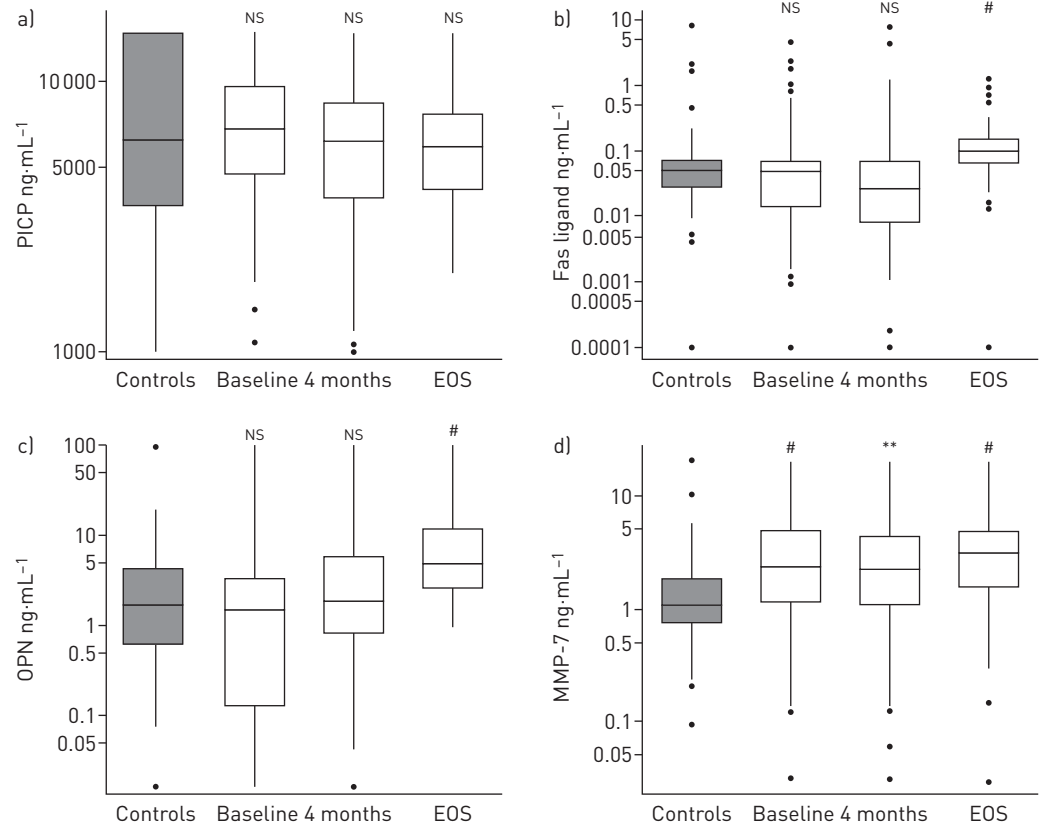 a)
NS NS NS
PICP ng·mL−1
10 000
5000
1000
Controls Baseline 4 months EOS
b)
NS NS #
Fas ligand ng·mL−1
10
5
1
0.5
0.1
0.05
0.01
0.005
0.001
0.0005
0.0001
Controls Baseline 4 months EOS
c)
NS NS #
OPN ng·mL−1
100
50
10
5
1
0.5
0.1
0.05
Controls Baseline 4 months EOS
d)
# ** #
MMP-7 ng·mL−1
10
5
1
0.5
0.1
0.05
Controls Baseline 4 months EOS